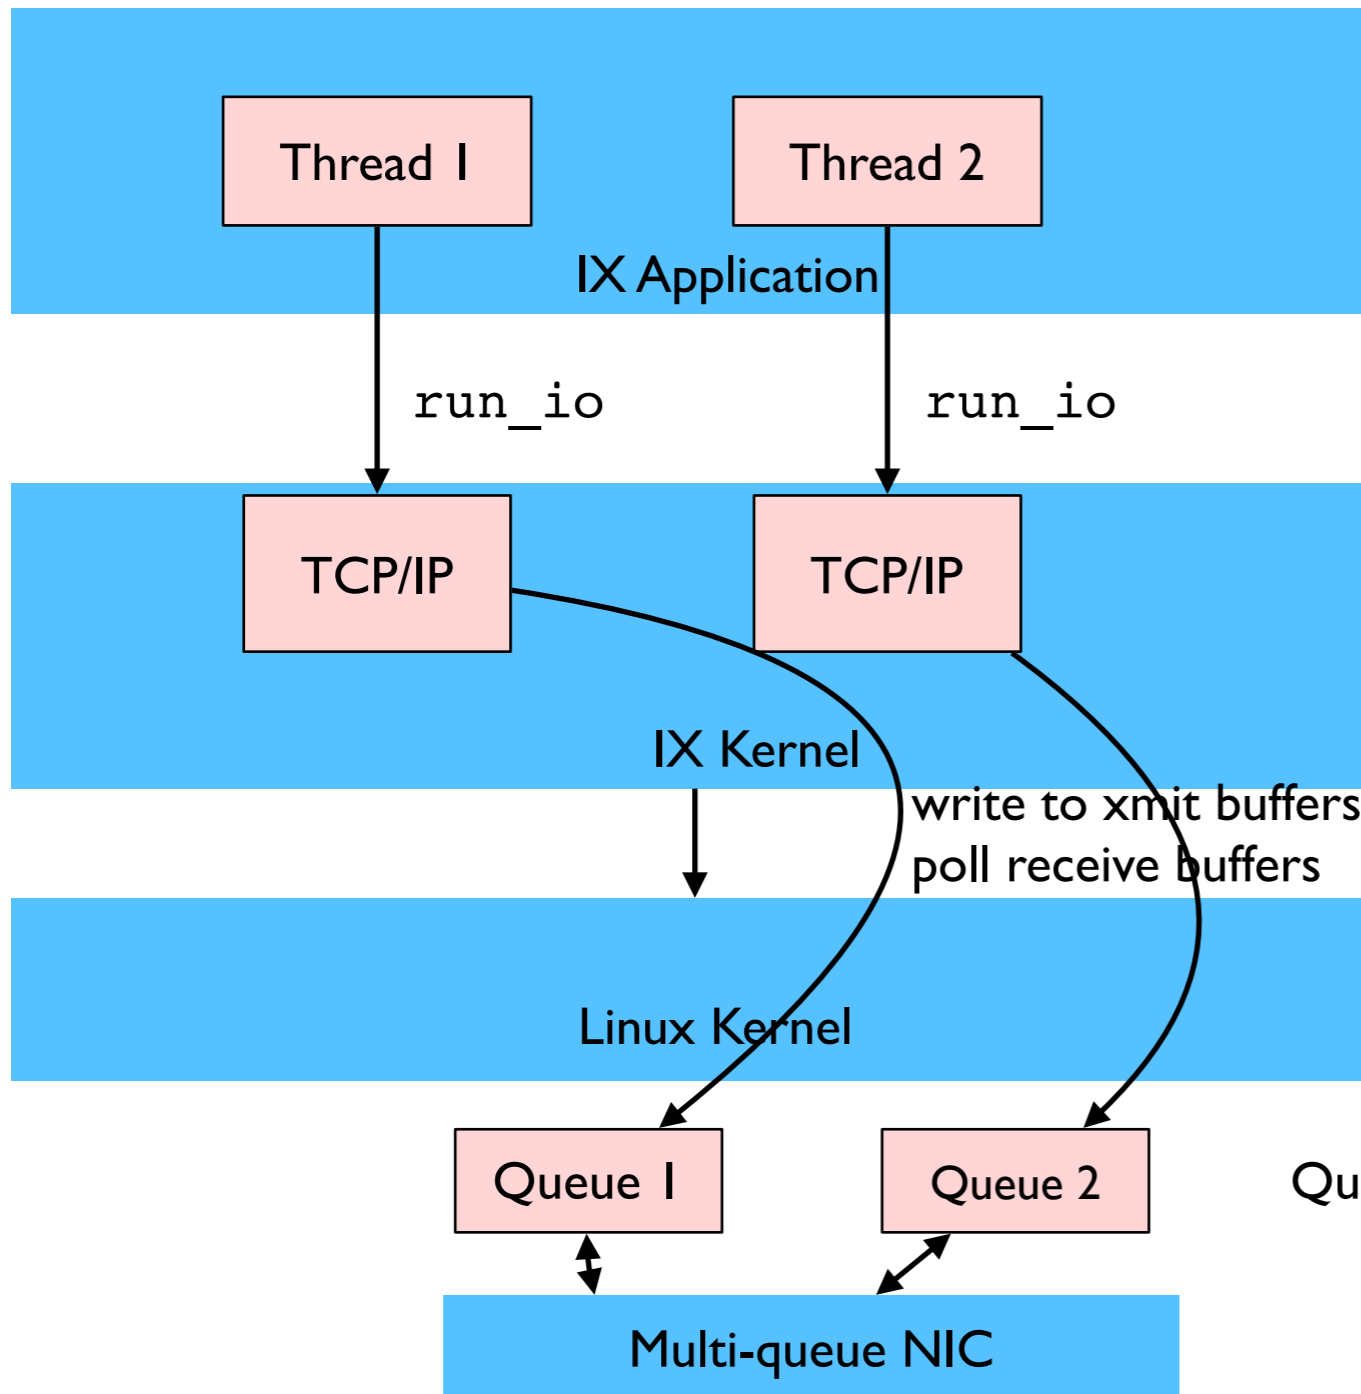 Thread 1
Thread 2
IX Application
run_io
run_io
TCP/IP
TCP/IP
IX Kernel
write to xmit buffers
poll receive buffers
Linux Kernel
Queue 1
Queue 2
Qu
Multi-queue NIC